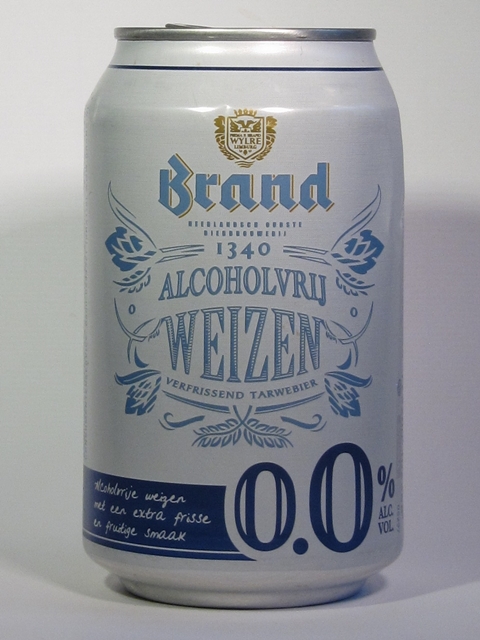 WYLRE
LIMBURG
Brand
NEDERLANDSCH OUDSTE
BIERBROUWERIJ
1340
ALCOHOLVRIJ
WEIZEN
VERFRISSEND TARWEBIER
alcoholvrije weizen
met een extra frisse
en fruitige smaak
0.0%
ALC.
VOL.